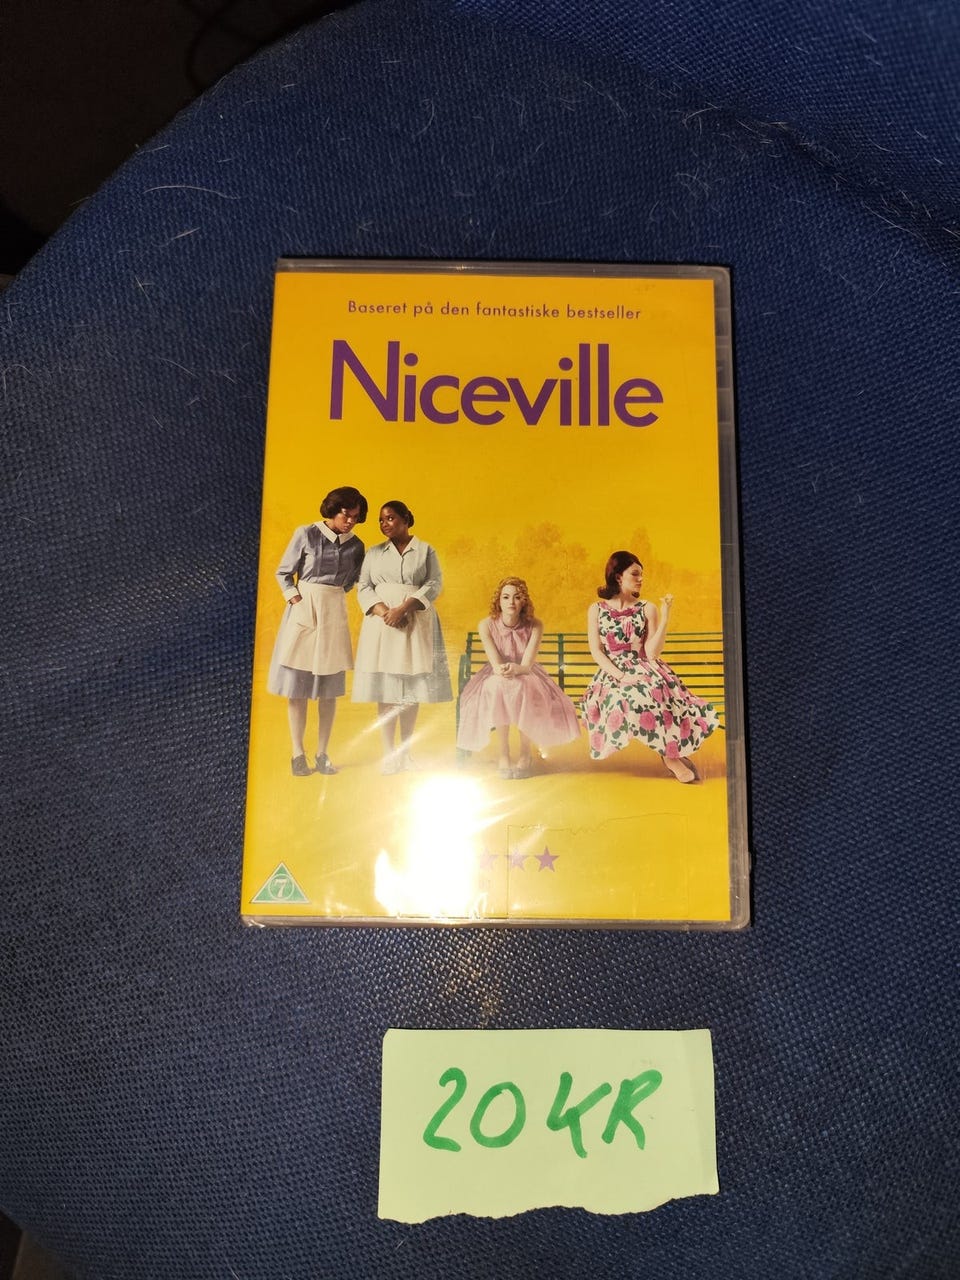 Baseret på den fantastiske bestseller
Niceville
7
20 KR